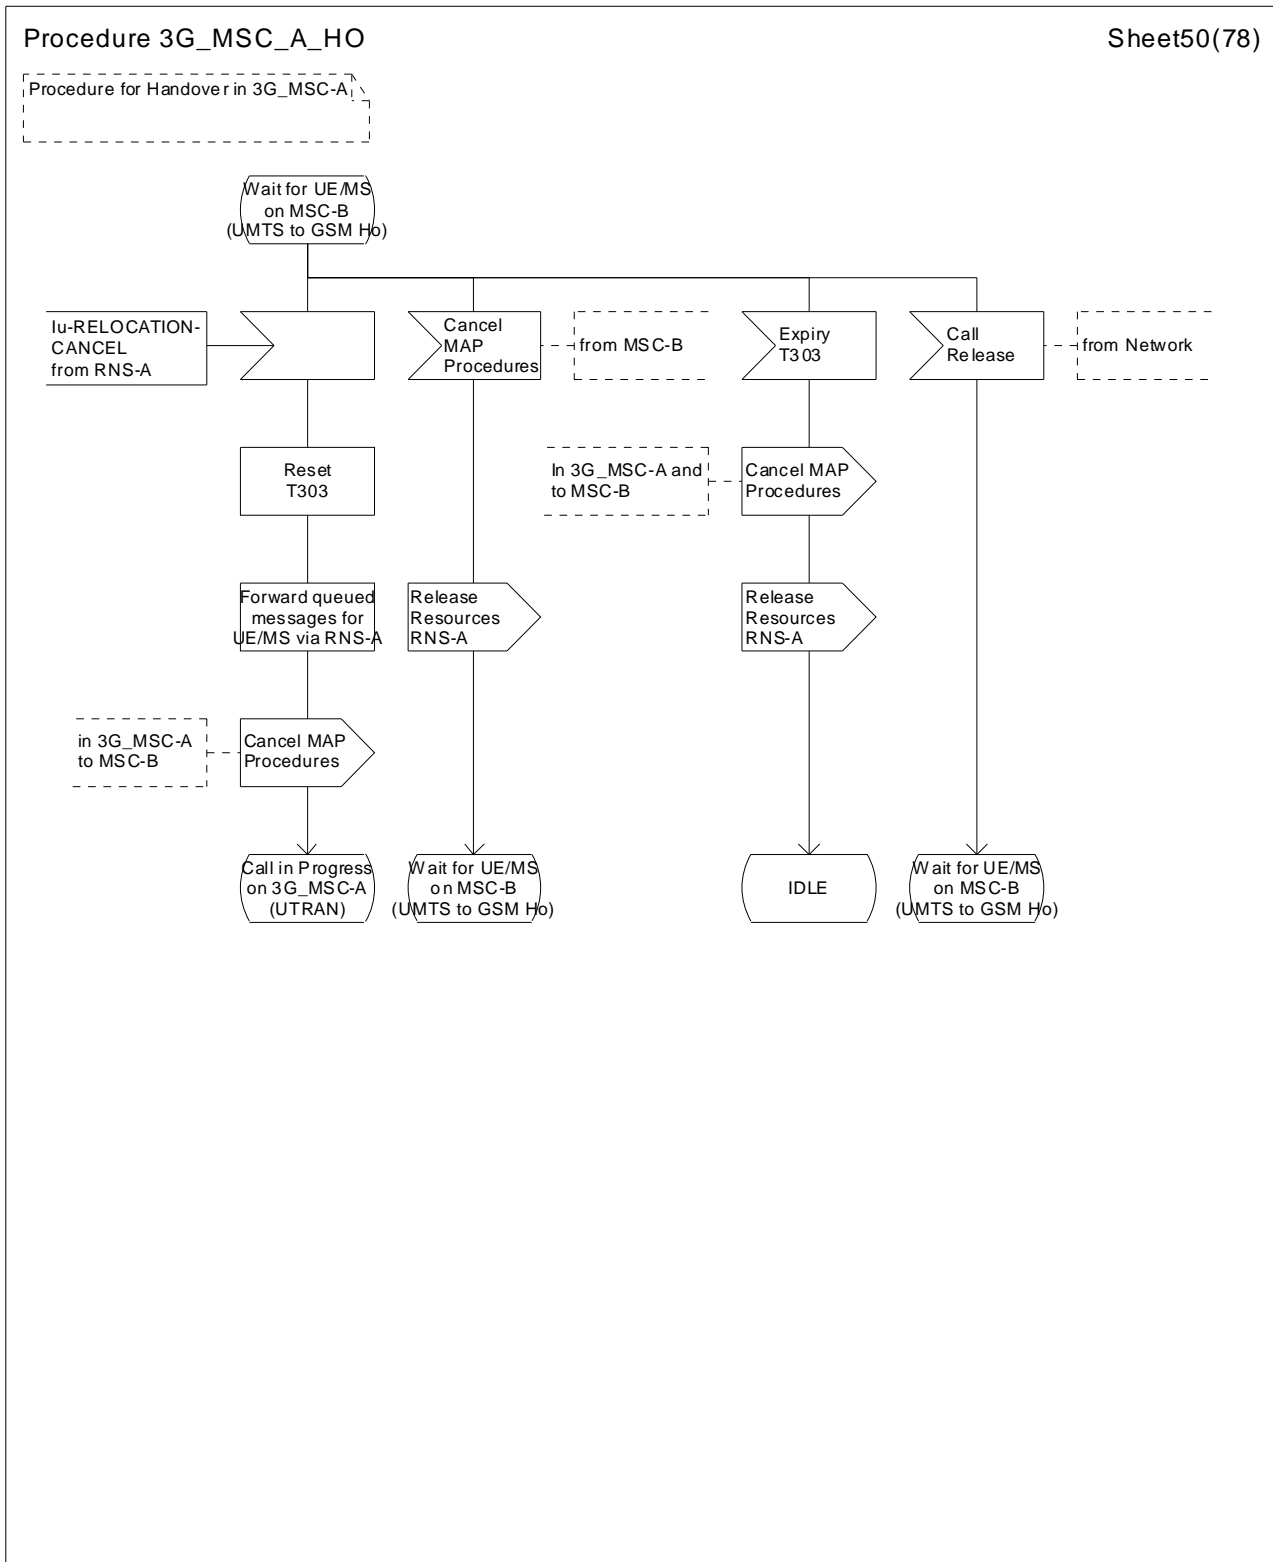 Procedure 3G_MSC_A_HO
Sheet50(78)
Procedure for Handover in 3G_MSC-A
Wait for UE/MS
on MSC-B
(UMTS to GSM Ho)
Iu-RELOCATION-
CANCEL
from RNS-A
Cancel
MAP
Procedures
from MSC-B
Expiry
T303
Call
Release
from Network
Reset
T303
In 3G_MSC-A and
to MSC-B
Cancel MAP
Procedures
Forward queued
messages for
UE/MS via RNS-A
Release
Resources
RNS-A
Release
Resources
RNS-A
in 3G_MSC-A
to MSC-B
Cancel MAP
Procedures
Call in Progress
on 3G_MSC-A
(UTRAN)
Wait for UE/MS
on MSC-B
(UMTS to GSM Ho)
IDLE
Wait for UE/MS
on MSC-B
(UMTS to GSM Ho)